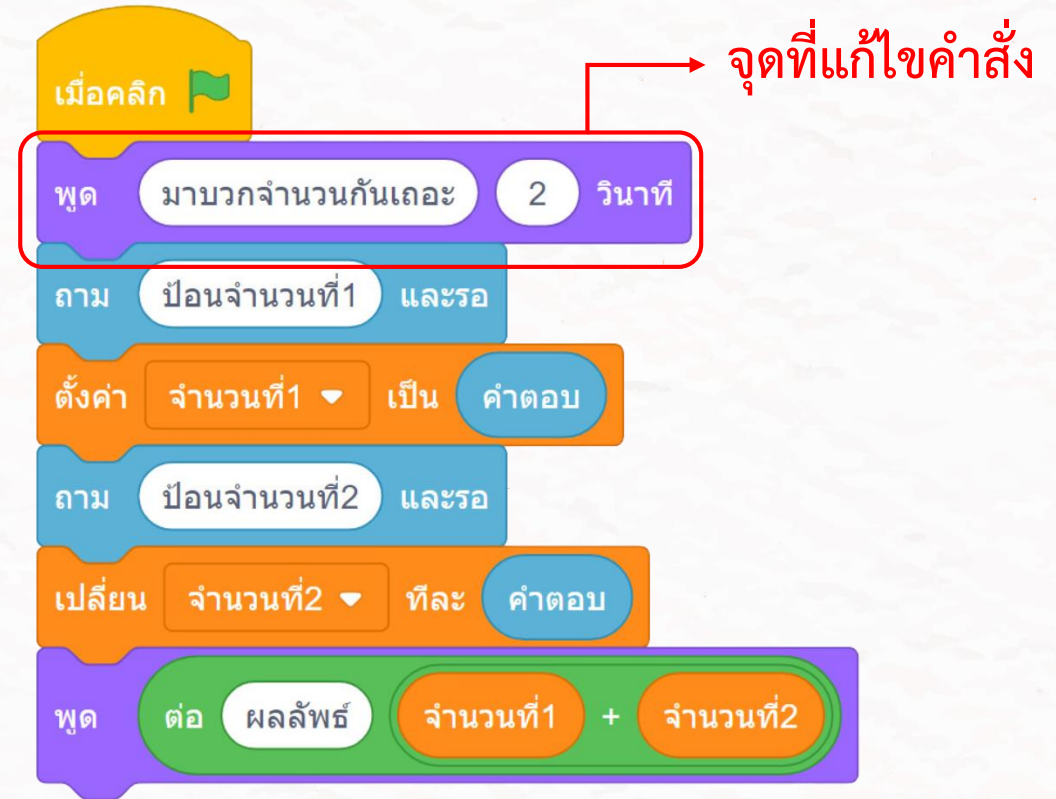 จุดที่แก้ไขคำสั่ง
เมื่อคลิก
พูด มาบวกจำนวนกันเถอะ 2 วินาที
ถาม ป้อนจำนวนที่1 และรอ
ตั้งค่า จำนวนที่1 เป็น คำตอบ
ถาม ป้อนจำนวนที่2 และรอ
เปลี่ยน จำนวนที่2 ทีละ คำตอบ
พูด ต่อ ผลลัพธ์ จำนวนที่1 + จำนวนที่2